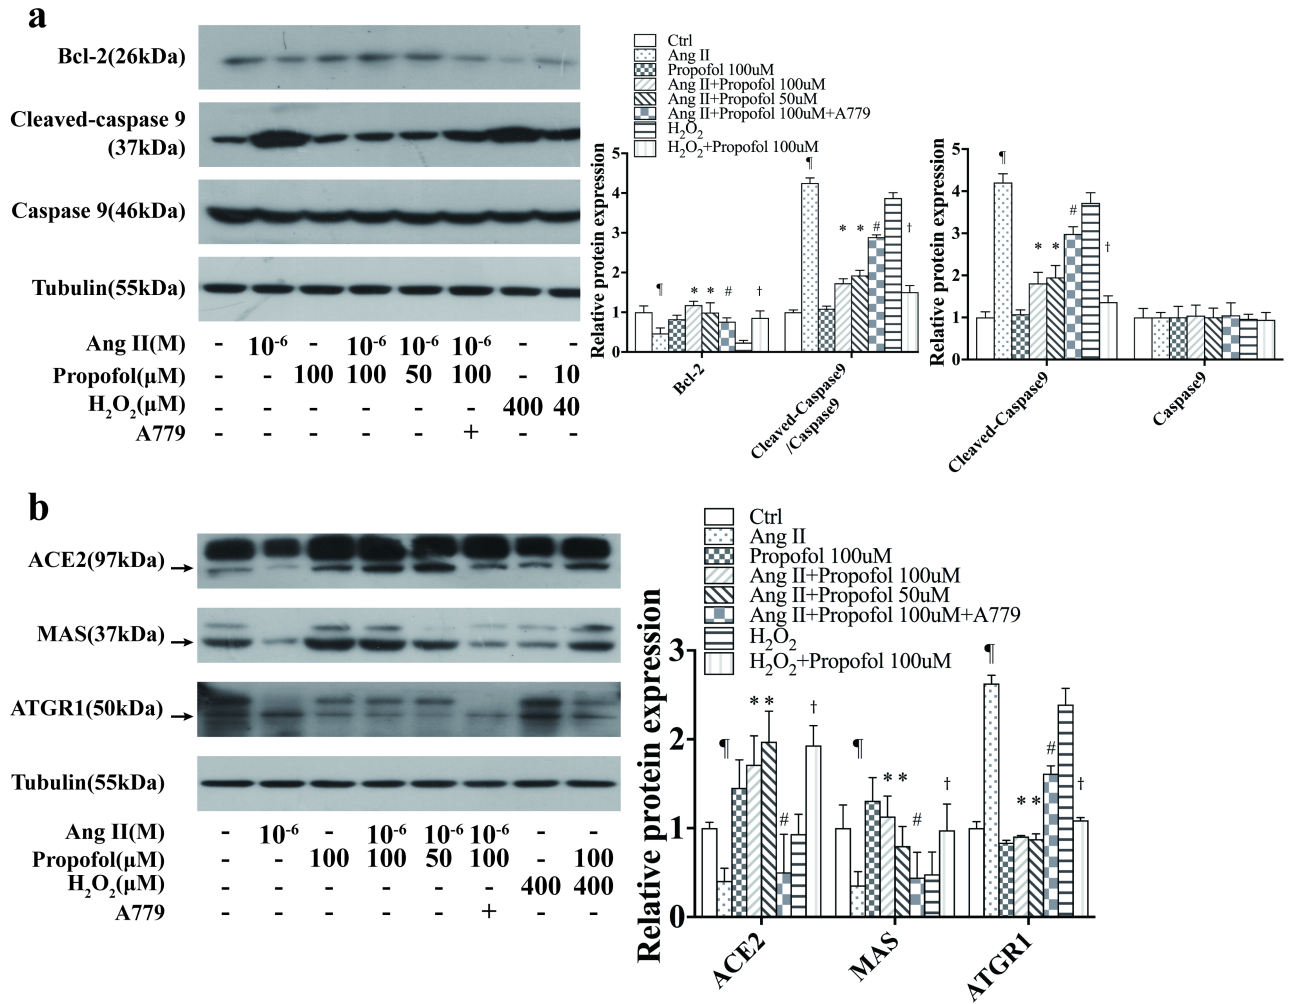 a
Bcl-2(26kDa)
Cleaved-caspase 9
(37kDa)
Caspase 9(46kDa)
Tubulin(55kDa)
Ang II(M) - 10-6 - 10-6 10-6 10-6 - -
Propofol(μM) - - 100 100 50 100 - 10
H2O2(μM) - - - - - - 400 40
A779 - - - - - + - -
Ctrl
Ang II
Propofol 100uM
Ang II+Propofol 100uM
Ang II+Propofol 50uM
Ang II+Propofol 100uM+A779
H2O2
H2O2+Propofol 100uM
Relative protein expression
5
4
3
2
1
0
¶ * * # †
¶ * * # †
Bcl-2
Cleaved-Caspase9
/Caspase9
Relative protein expression
5
4
3
2
1
0
¶ * * # †
Cleaved-Caspase9
Caspase9
b
ACE2(97kDa)
MAS(37kDa)
ATGR1(50kDa)
Tubulin(55kDa)
Ang II(M) - 10-6 - 10-6 10-6 10-6 - -
Propofol(μM) - - 100 100 50 100 - 100
H2O2(μM) - - - - - - 400 400
A779 - - - - - + - -
Ctrl
Ang II
Propofol 100uM
Ang II+Propofol 100uM
Ang II+Propofol 50uM
Ang II+Propofol 100uM+A779
H2O2
H2O2+Propofol 100uM
Relative protein expression
3
2
1
0
¶ * * # †
¶ * * # †
¶ * * # †
ACE2
MAS
ATGR1